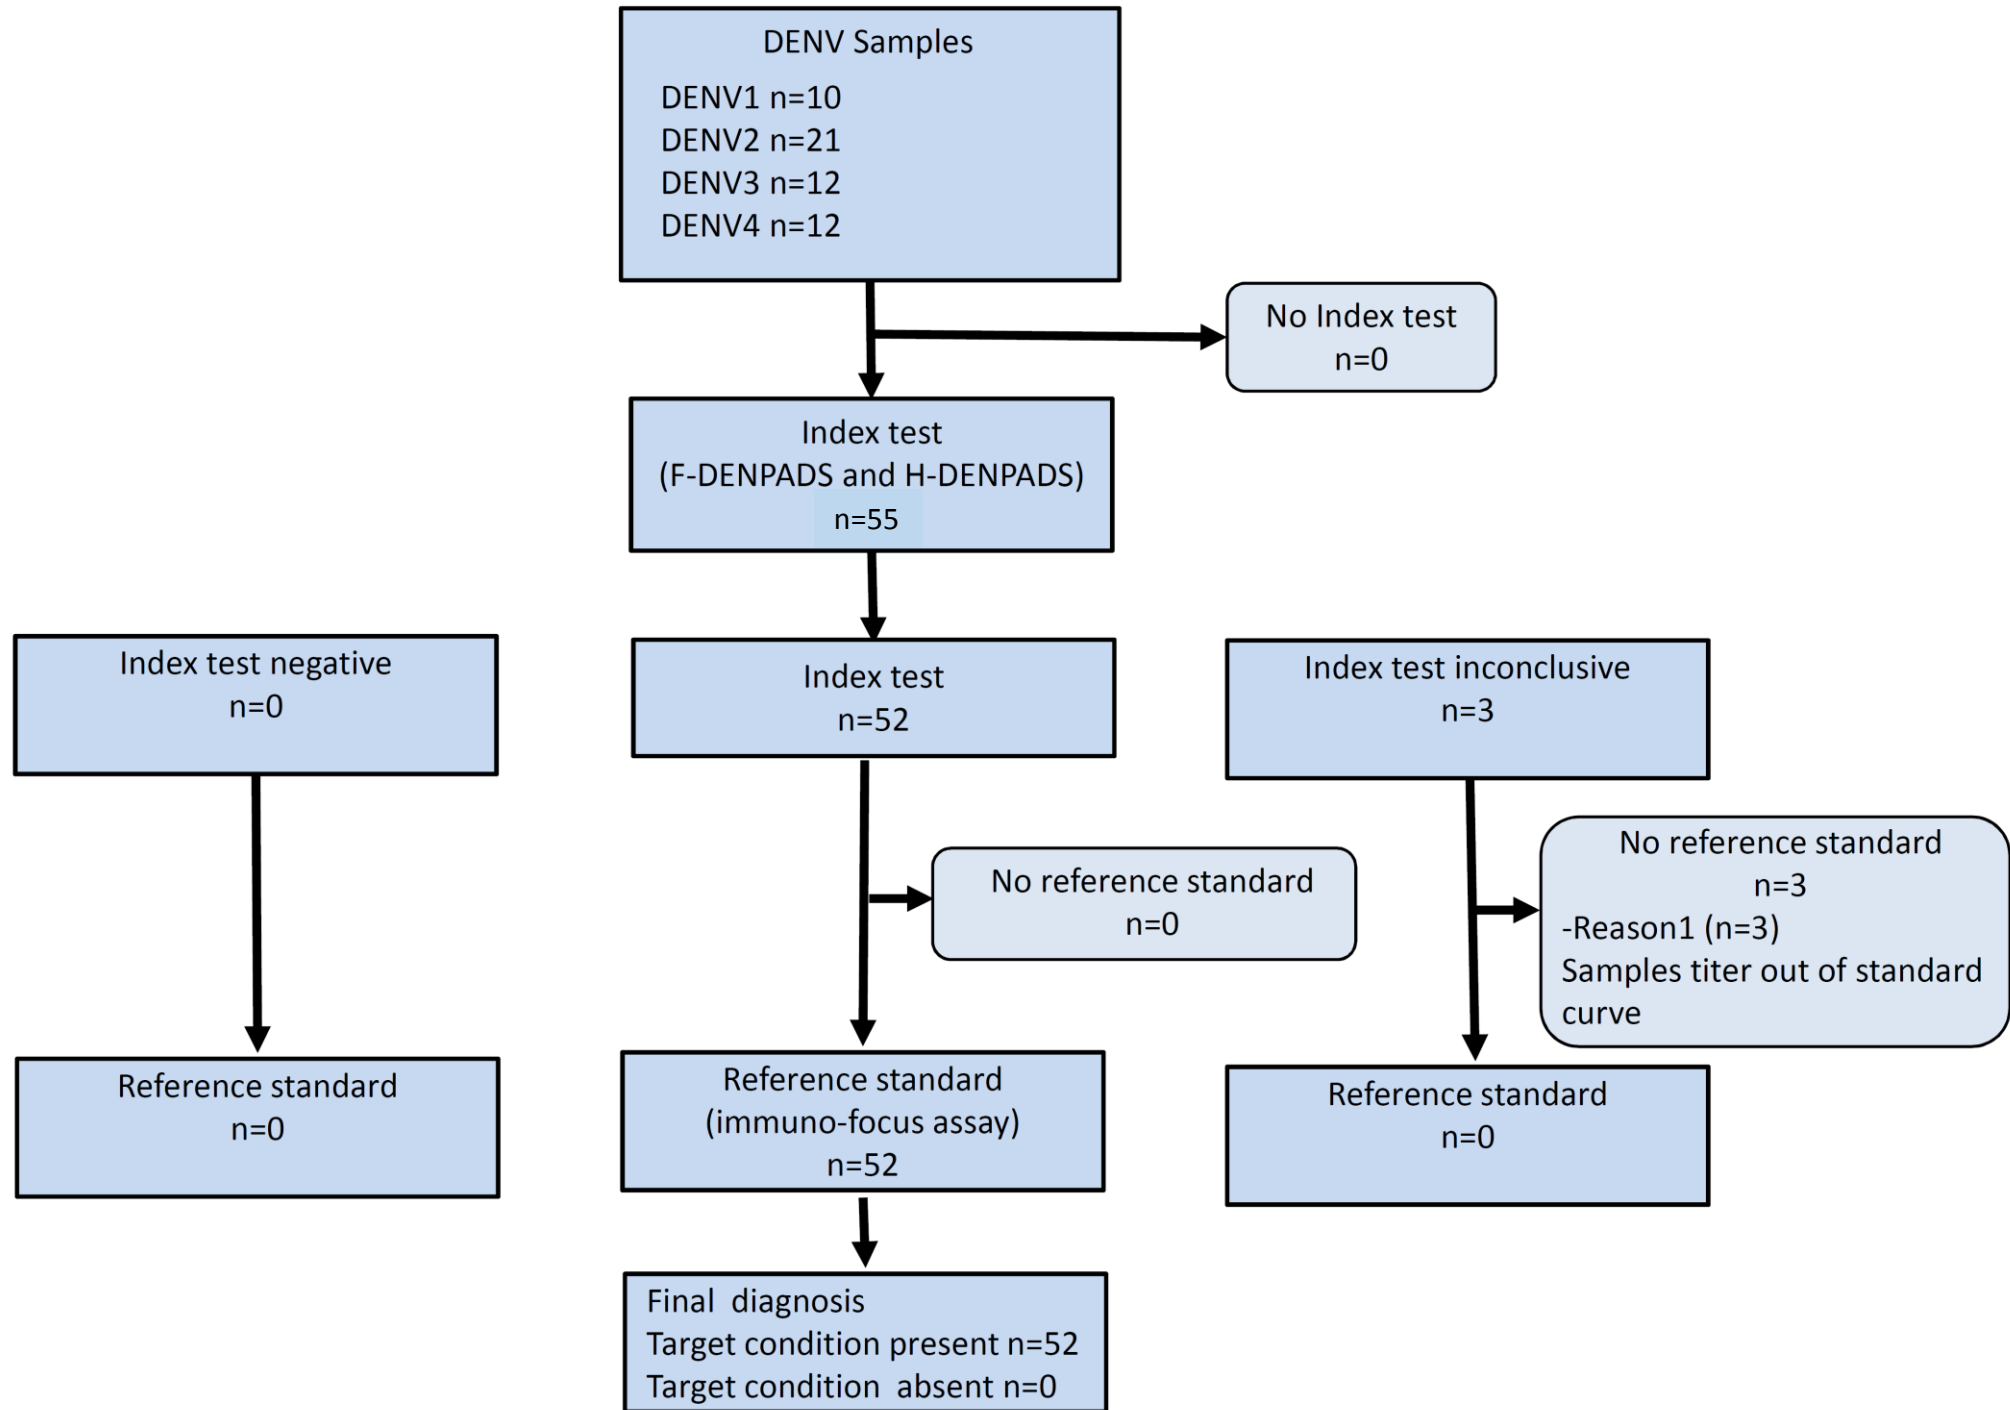 DENV Samples
DENV1 n=10
DENV2 n=21
DENV3 n=12
DENV4 n=12
No Index test
n=0
Index test
(F-DENPADS and H-DENPADS)
n=55
Index test negative
n=0
Index test
n=52
Index test inconclusive
n=3
No reference standard
n=0
No reference standard
n=3
-Reason1 (n=3)
Samples titer out of standard
curve
Reference standard
n=0
Reference standard
(immuno-focus assay)
n=52
Reference standard
n=0
Final diagnosis
Target condition present n=52
Target condition absent n=0